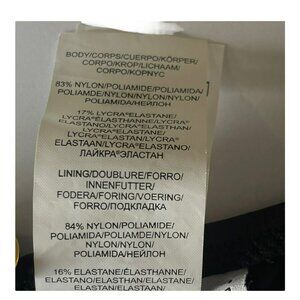 BODY/CORPS/CUERPO/KÖRPER/
CORPO/KROP/LICHAAM/
CORPO/КОРПУС
83% NYLON/POLIAMIDE/POLIAMIDA/
POLIAMIDE/NYLON/NYLON/NYLON/
POLIAMIDA/НЕЙЛОН
17% LYCRA®ELASTANE/
LYCRA®ÉLASTHANNE/LYCRA®
ELASTANO/LYCRA®ELASTHAN/
LYCRA®ELASTAN/
LYCRA®ELASTAN/LYCRA®
ELASTAAN/LYCRA®ELASTANO/
ЛАЙКРА®ЭЛАСТАН
LINING/DOUBLURE/FORRO/
INNENFUTTER/
FODERA/FORING/VOERING/
FORRO/ПОДКЛАДКА
84% NYLON/POLIAMIDE/
POLIAMIDA/POLIAMIDE/NYLON
/NYLON/NYLON/
POLIAMIDA/НЕЙЛОН
16% ELASTANE/ÉLASTHANNE/
ELASTANO/ELASTHAN/